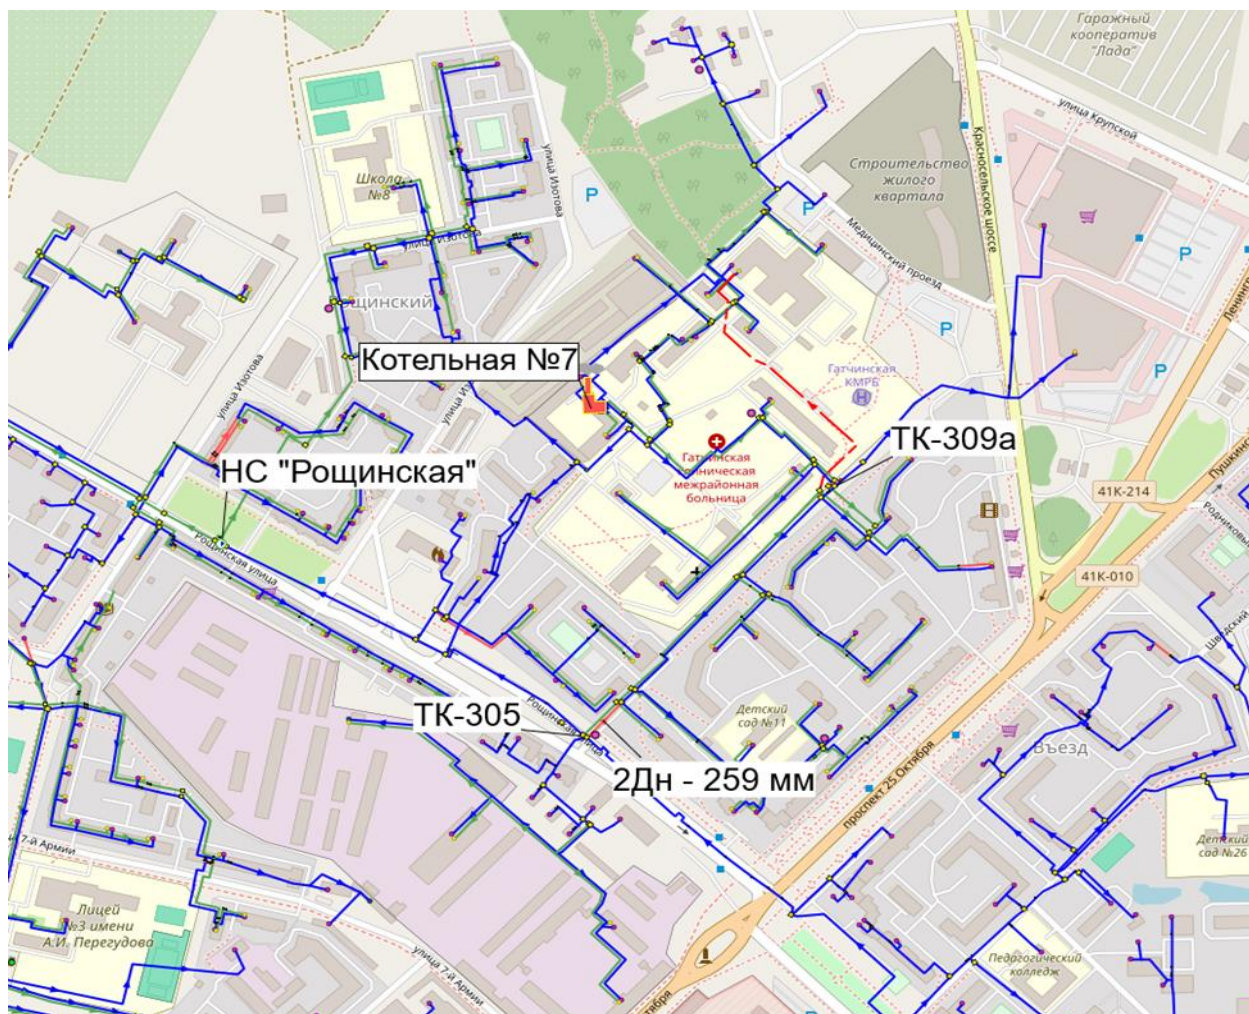 Гаражный
кооператив
"Лада"
улица Крупской
Красносельское шоссе
Строительство
жилого
квартала
улица Изотова
Школа
№8
улица Изотова
Медицинский проезд
P
P
P
P
P
Котельная №7
Гатчинская
КМРБ
улица Изотова
НС "Рощинская"
ТК-309а
межрайонная
больница
41К-214
41К-010
Рощинская улица
ТК-305
Детский
сад №11
Въезд
2Дн - 259 мм
проспект 25 Октября
Детский
сад №26
Лицей
№3 имени
А.И. Перегудова
улица 7-й Армии
Педагогический
колледж